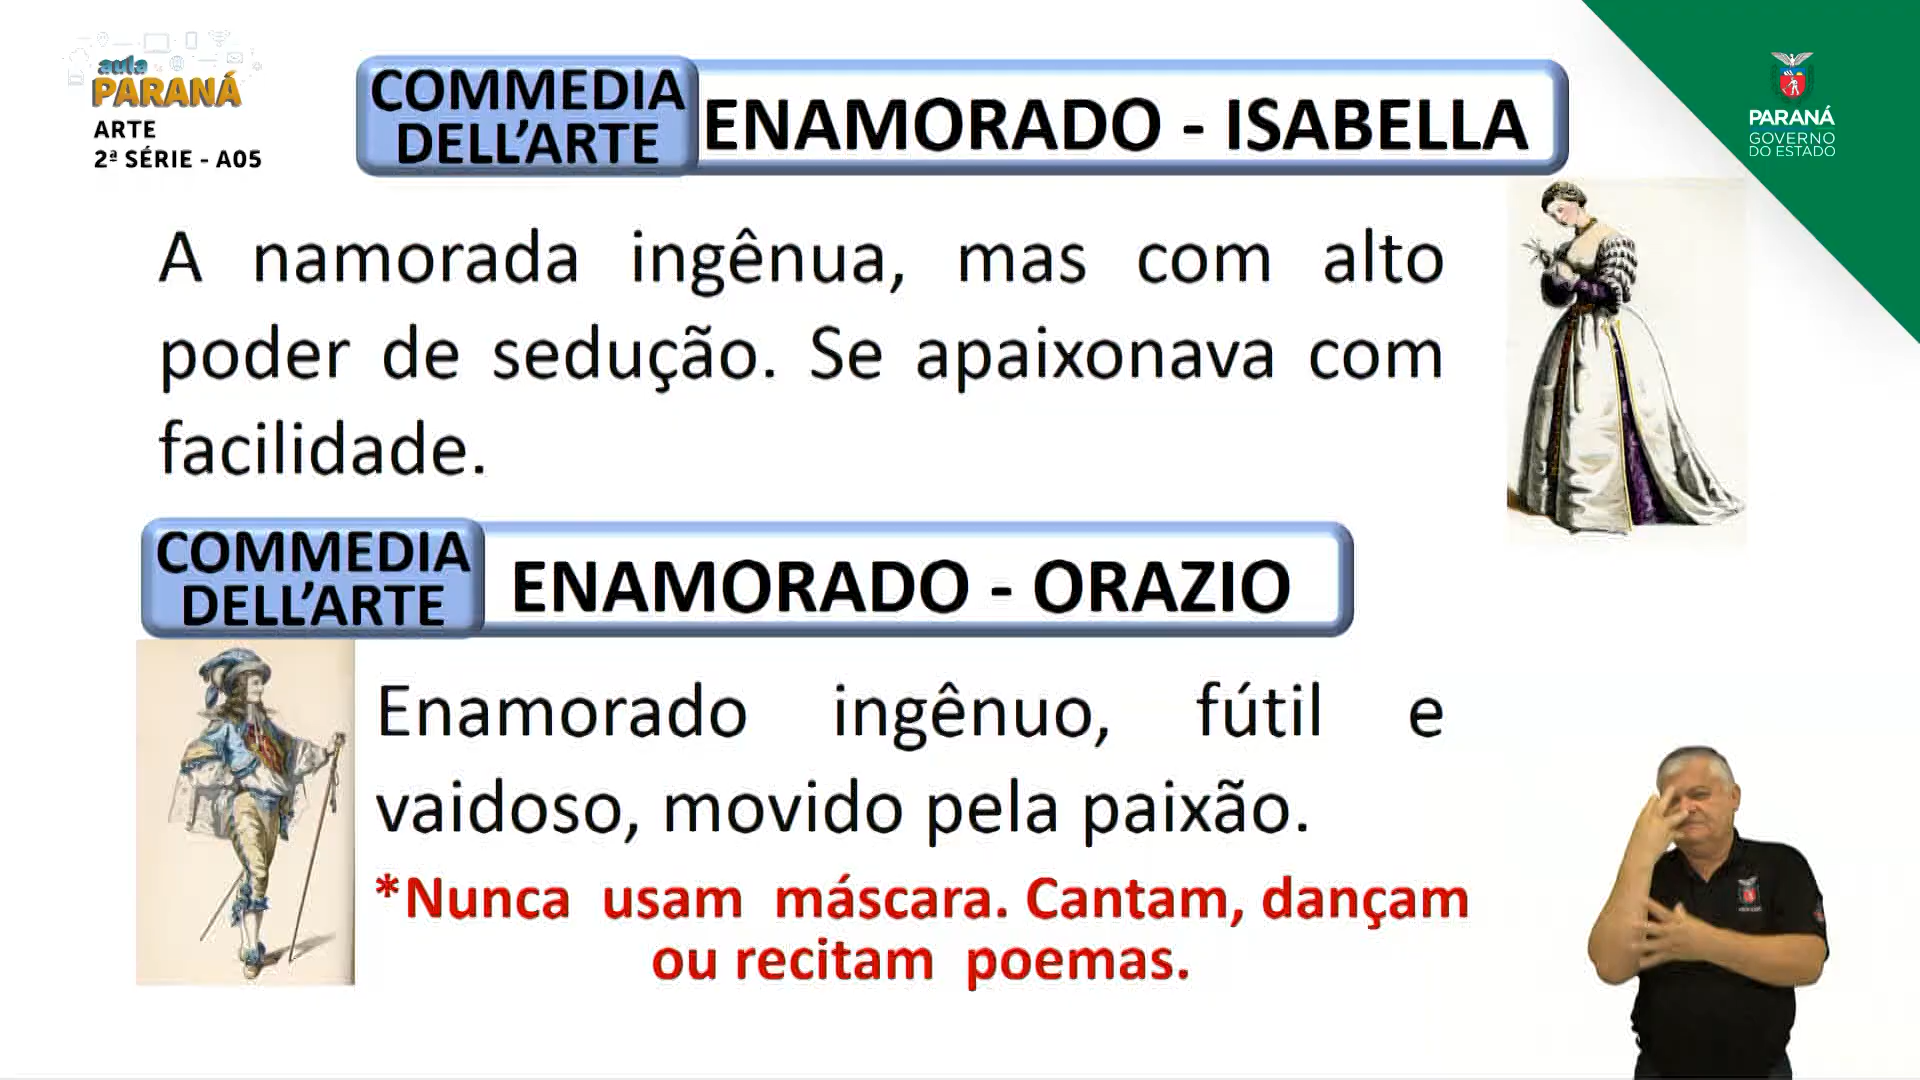 aula
PARANÁ
ARTE
2ª SÉRIE - A05
COMMEDIA
DELL'ARTE
ENAMORADO - ISABELLA
PARANÁ
GOVERNO
DO ESTADO
A namorada ingênua, mas com alto
poder de sedução. Se apaixonava com
facilidade.
COMMEDIA
DELL'ARTE
ENAMORADO - ORAZIO
Enamorado ingênuo, fútil e
vaidoso, movido pela paixão.
*Nunca usam máscara. Cantam, dançam
ou recitam poemas.